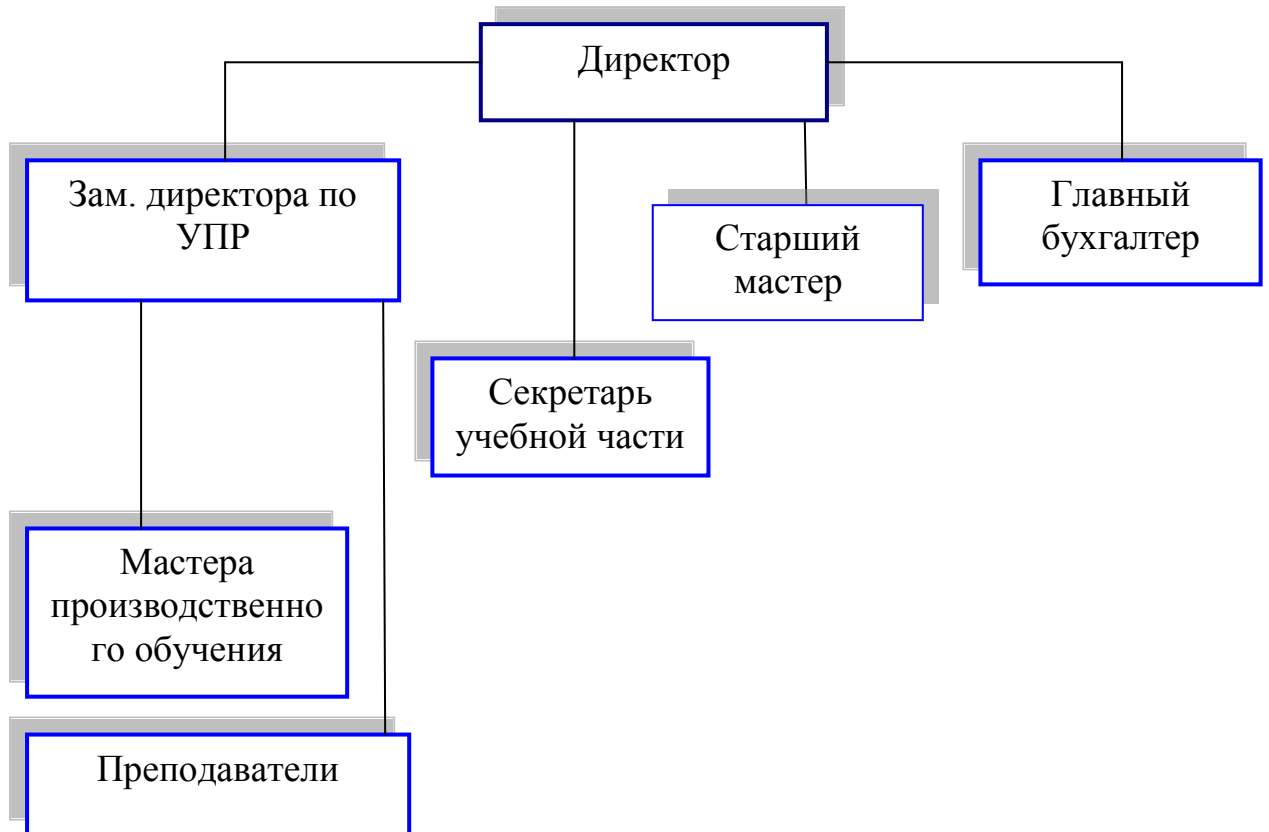 Директор
Зам. директора по
УПР
Старший
мастер
Главный
бухгалтер
Секретарь
учебной части
Мастера
производственно
го обучения
Преподаватели